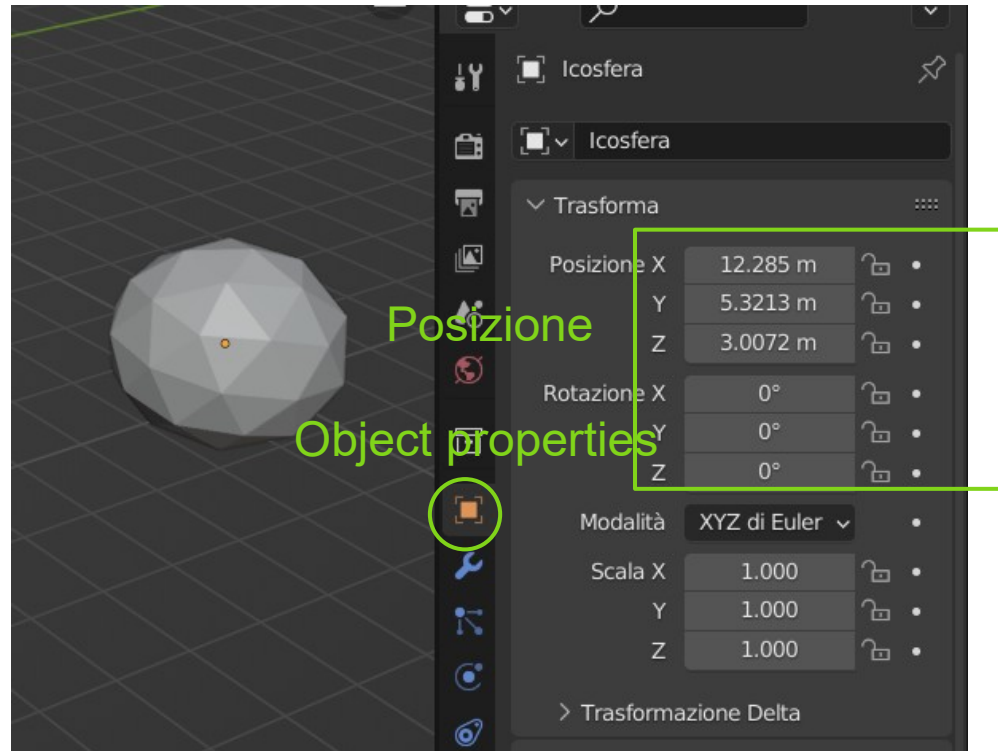 Icosfera
Icosfera
Trasforma
Posizione X 12.285 m
Y 5.3213 m
Posizione
Z 3.0072 m
Rotazione X 0°
Y 0°
Object properties
Z 0°
Modalità XYZ di Euler
Scala X 1.000
Y 1.000
Z 1.000
Trasformazione Delta